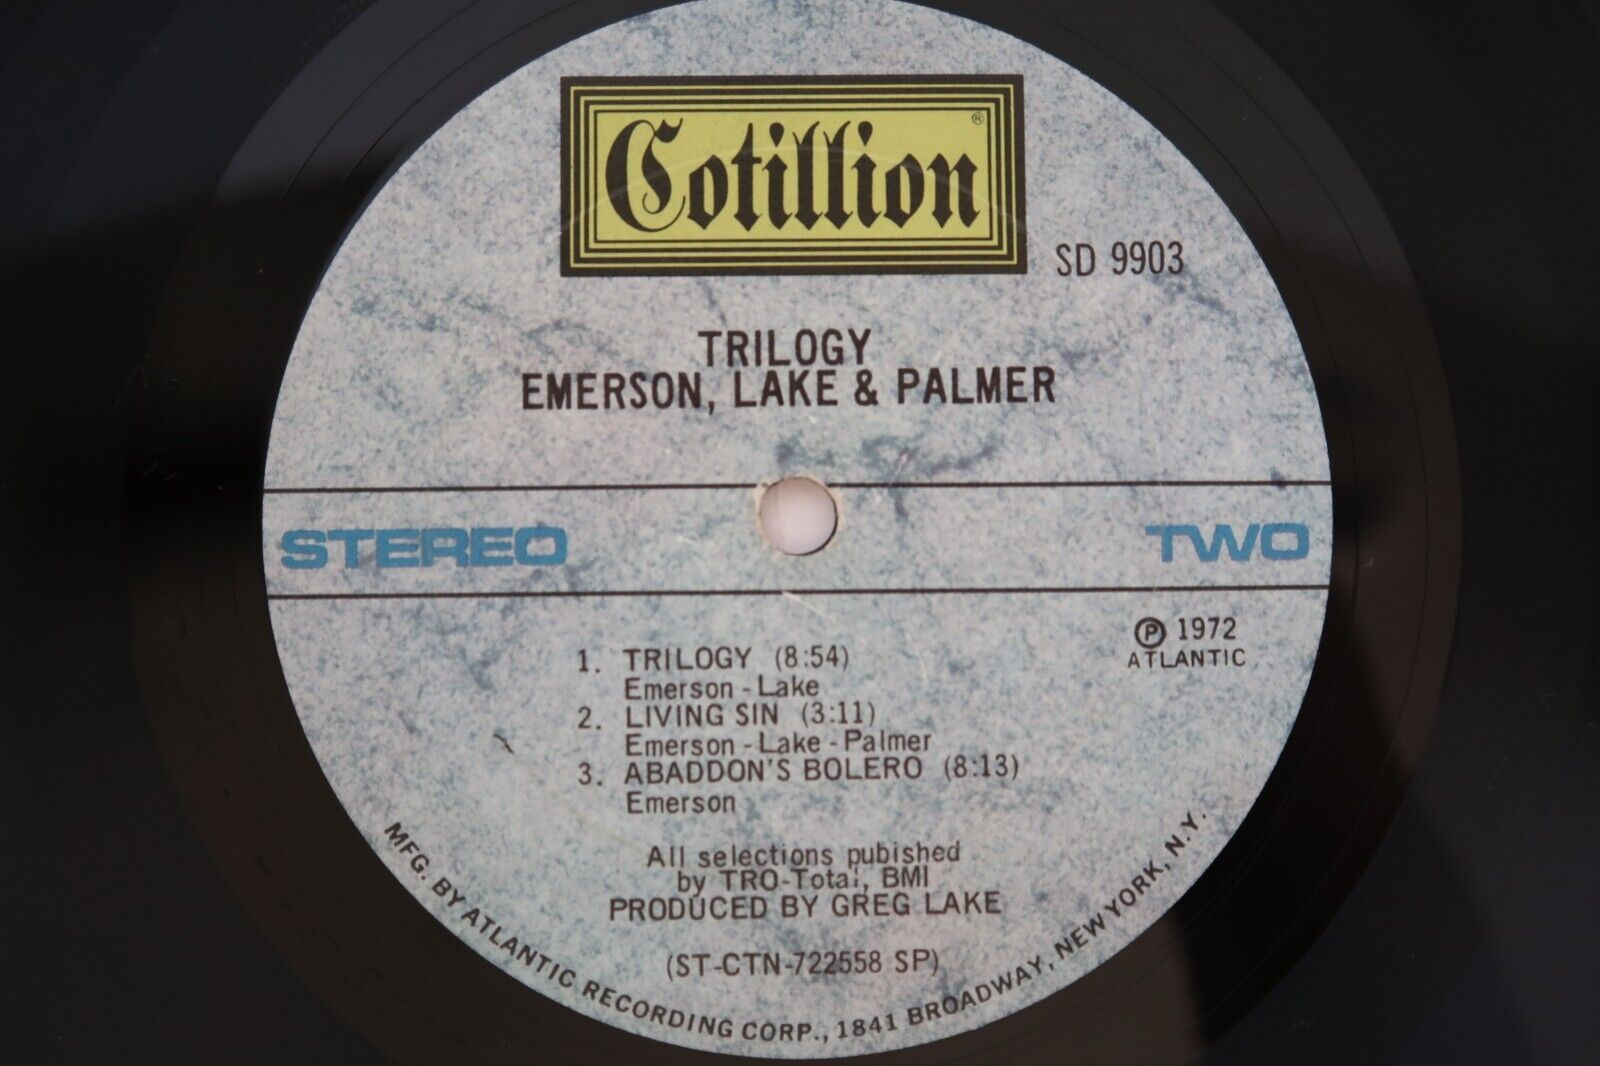 Cotillion ®
SD 9903
TRILOGY
EMERSON, LAKE & PALMER
STEREO
TWO
Ⓟ 1972
ATLANTIC
1. TRILOGY (8:54)
Emerson - Lake
2. LIVING SIN (3:11)
Emerson - Lake - Palmer
3. ABADDON'S BOLERO (8:13)
Emerson
All selections pubished
by TRO-Total, BMI
PRODUCED BY GREG LAKE
(ST-CTN-722558 SP)
MFG. BY ATLANTIC RECORDING CORP., 1841 BROADWAY, NEW YORK, N.Y.